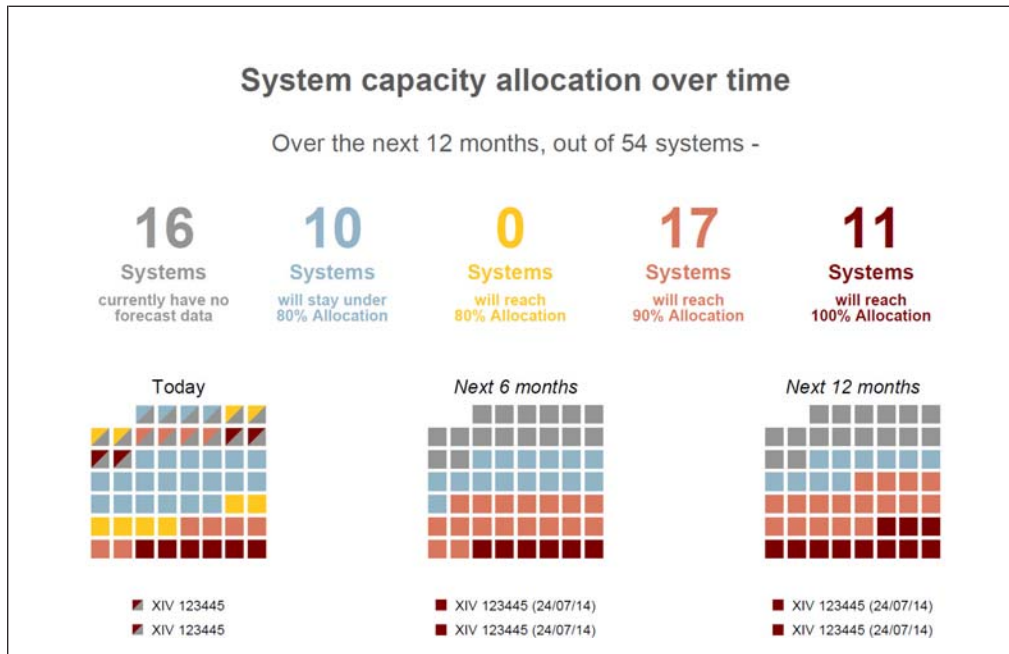 System capacity allocation over time
Over the next 12 months, out of 54 systems -
16 10 0 17 11
Systems Systems Systems Systems Systems
currently have no will stay under will reach will reach will reach
forecast data 80% Allocation 80% Allocation 90% Allocation 100% Allocation
Today Next 6 months Next 12 months
XIV 123445 XIV 123445 (24/07/14) XIV 123445 (24/07/14)
XIV 123445 XIV 123445 (24/07/14) XIV 123445 (24/07/14)